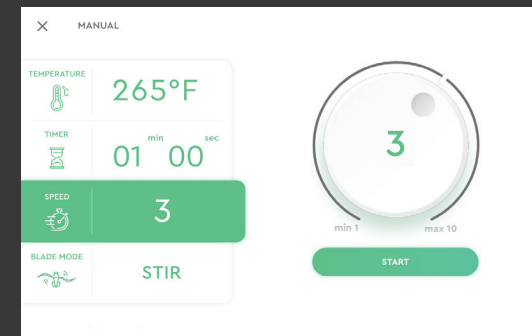 MANUAL
TEMPERATURE
°C
265°F
TIMER
min sec
01 00
SPEED
3
BLADE MODE
STIR
3
min 1 max 10
START